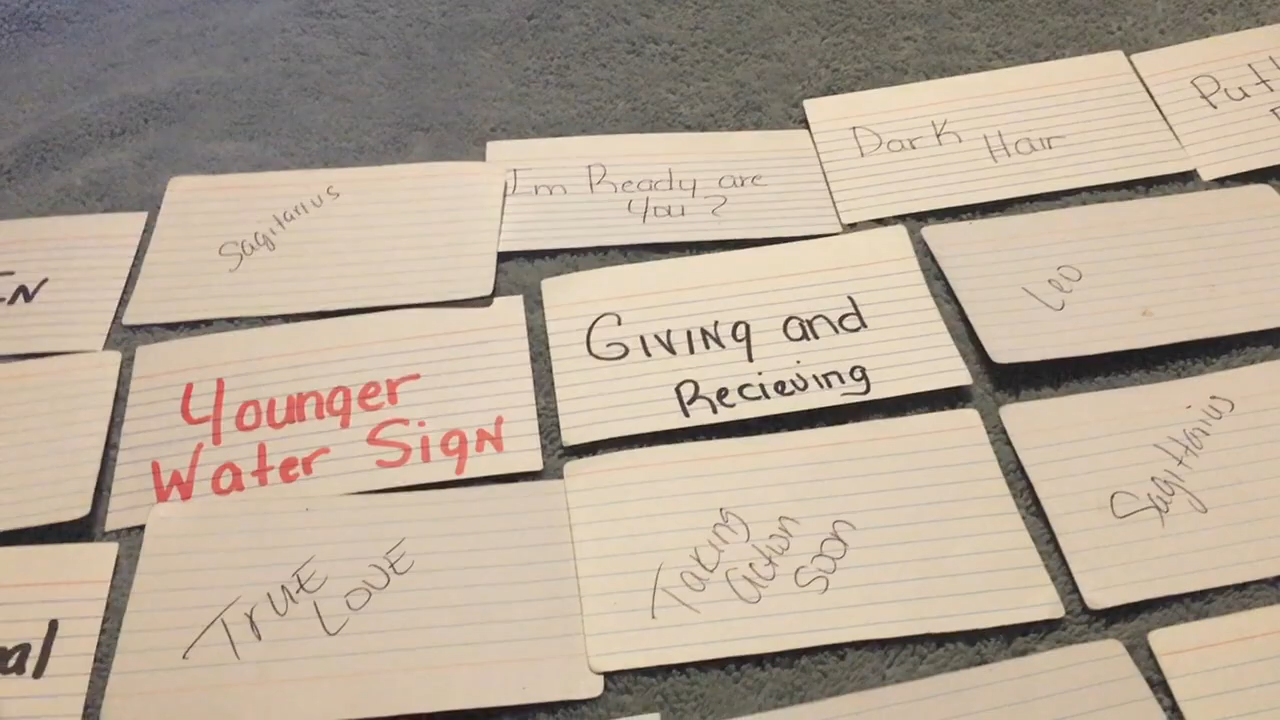 Sagitarius
Im Ready are
You?
Dark Hair
Leo
Younger
Water Sign
GIVINg and
Recieving
TrUE
LOVE
Taking
action
Soon
Sagittarius